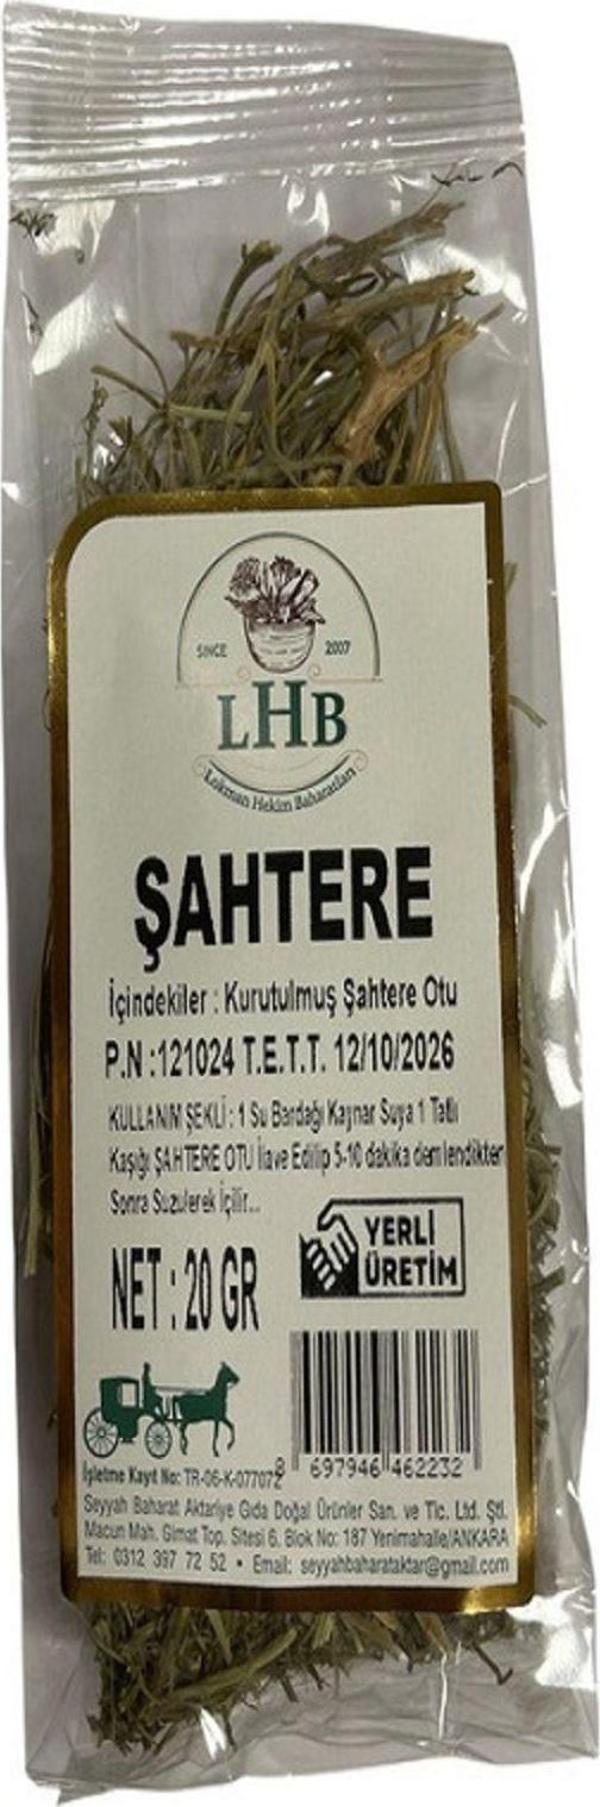 SINCE 2007
LHB
Lokman Hekim Baharatları
ŞAHTERE
İçindekiler : Kurutulmuş Şahtere Otu
P.N :121024 T.E.T.T. 12/10/2026
KULLANIM ŞEKLİ : 1 Su Bardağı Kaynar Suya 1 Tatlı
Kaşığı ŞAHTERE OTU İlave Edilip 5-10 dakika demlendikten
Sonra Süzülerek İçilir...
YERLİ
ÜRETİM
NET : 20 GR
8 697946 462232
İşletme Kayıt No: TR-06-K-077072
Seyyah Baharat Aktariye Gıda Doğal Ürünler San. ve Tic. Ltd. Şti.
Macun Mah. Gimat Top. Sitesi 6. Blok No: 187 Yenimahalle/ANKARA
Tel: 0312 397 72 52 • Email: seyyahbaharataktar@gmail.com